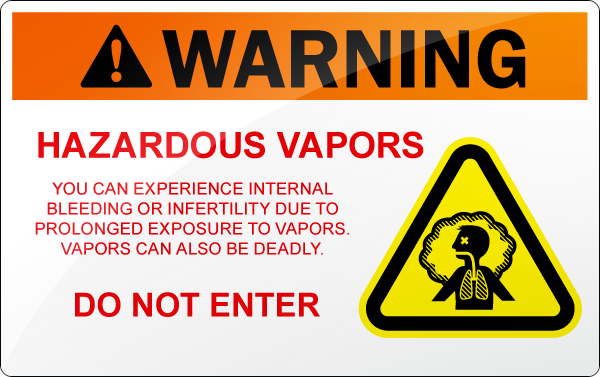 WARNING
HAZARDOUS VAPORS
YOU CAN EXPERIENCE INTERNAL
BLEEDING OR INFERTILITY DUE TO
PROLONGED EXPOSURE TO VAPORS.
VAPORS CAN ALSO BE DEADLY.
DO NOT ENTER